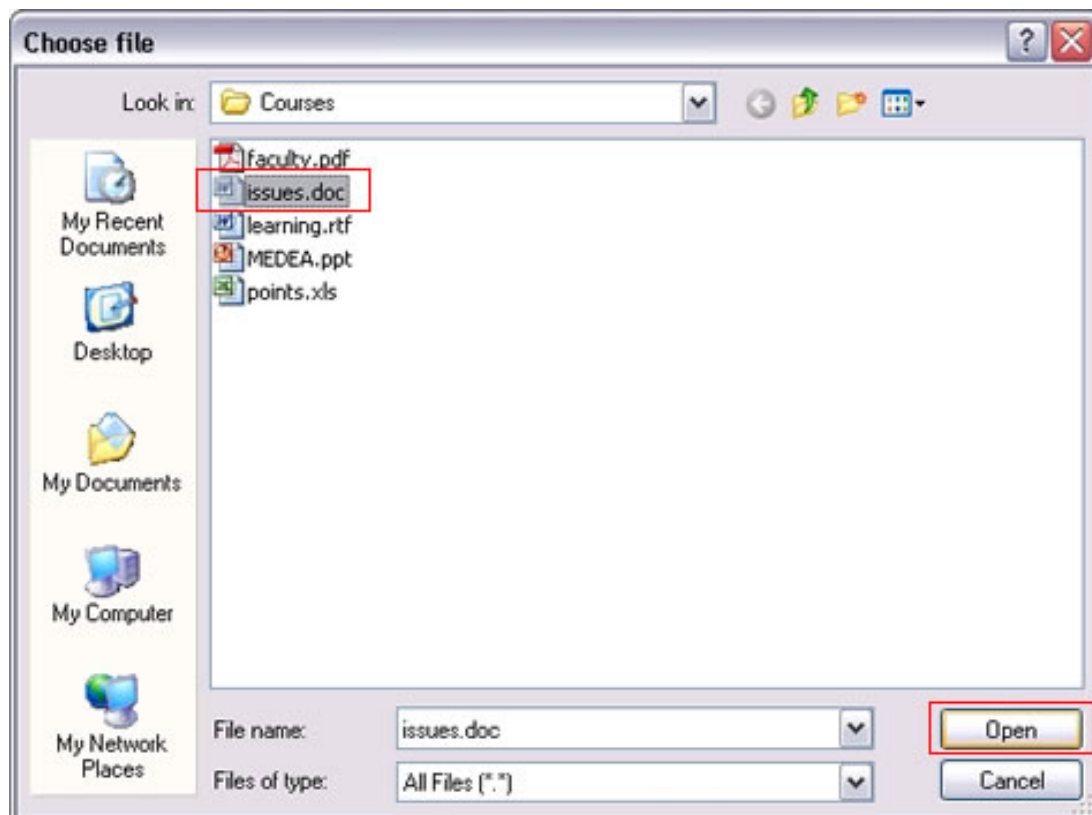 Choose file
Look in:
Courses
faculty.pdf
issues.doc
learning.rtf
MEDEA.ppt
points.xls
My Recent
Documents
Desktop
My Documents
My Computer
My Network
Places
File name:
issues.doc
Open
Files of type:
All Files (*.*)
Cancel